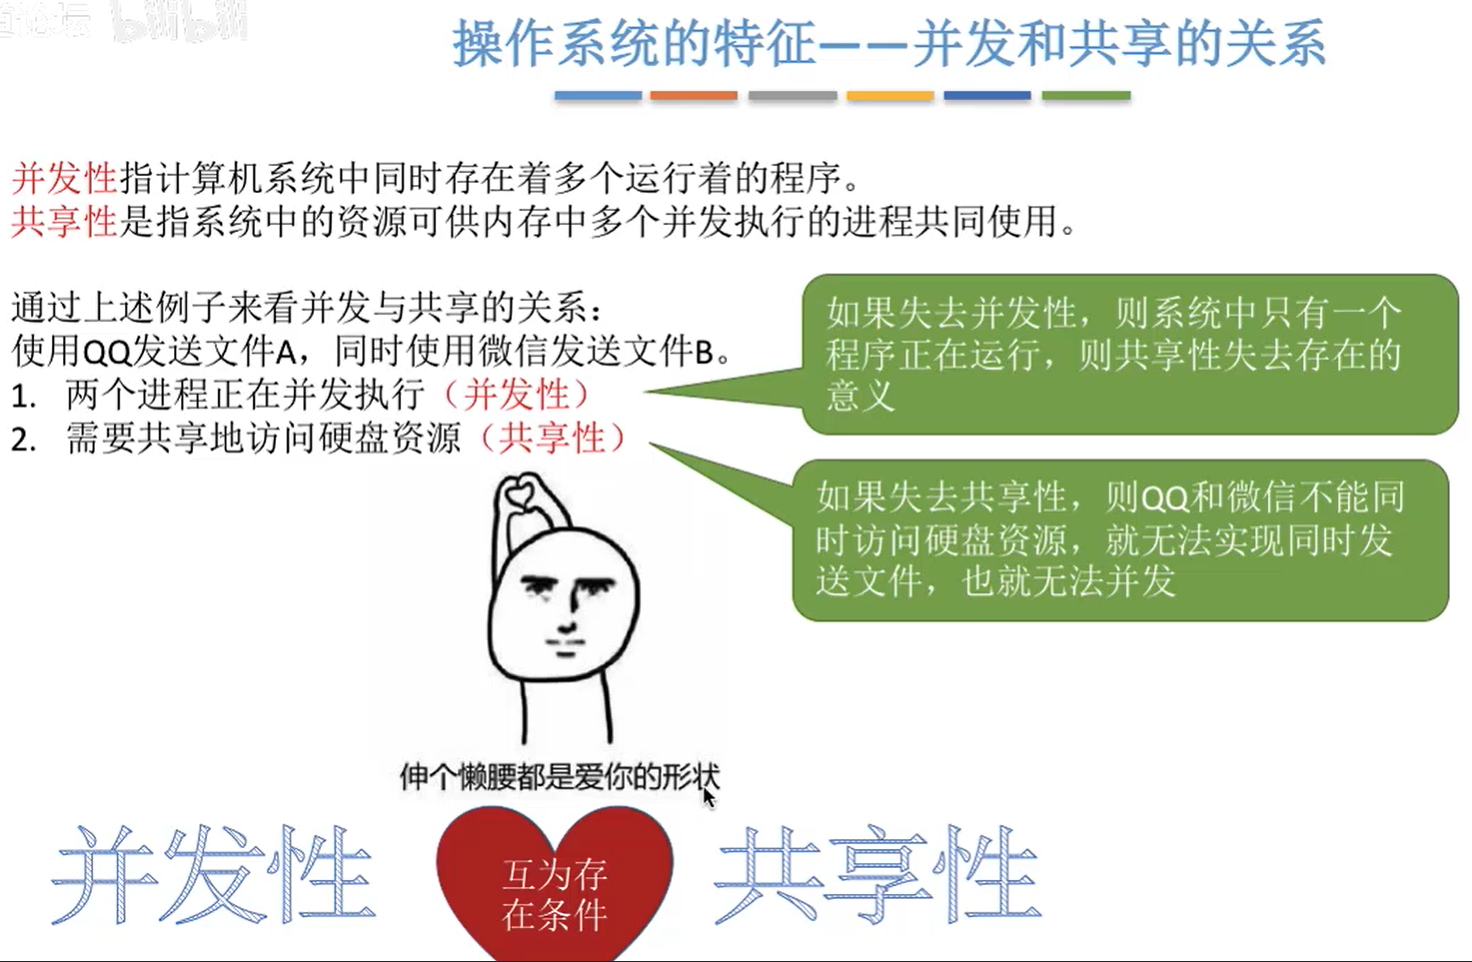 道论坛 bilibili
操作系统的特征——并发和共享的关系
并发性指计算机系统中同时存在着多个运行着的程序。
共享性是指系统中的资源可供内存中多个并发执行的进程共同使用。
通过上述例子来看并发与共享的关系：
使用QQ发送文件A，同时使用微信发送文件B。
1. 两个进程正在并发执行（并发性）
2. 需要共享地访问硬盘资源（共享性）
如果失去并发性，则系统中只有一个
程序正在运行，则共享性失去存在的
意义
如果失去共享性，则QQ和微信不能同
时访问硬盘资源，就无法实现同时发
送文件，也就无法并发
伸个懒腰都是爱你的形状
并发性
互为存
在条件
共享性